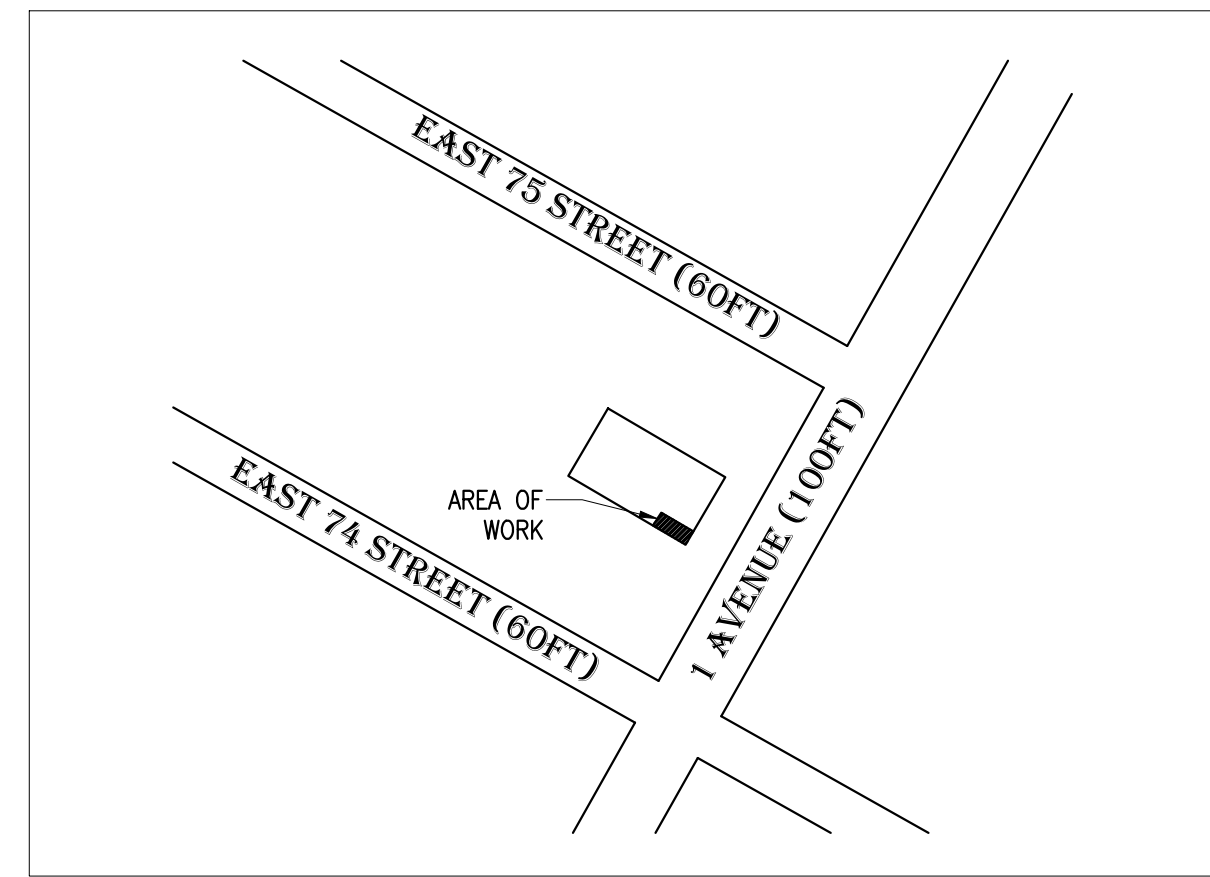 EAST 75 STREET (60FT)
AREA OF
WORK
EAST 74 STREET (60FT)
1 AVENUE (100FT)